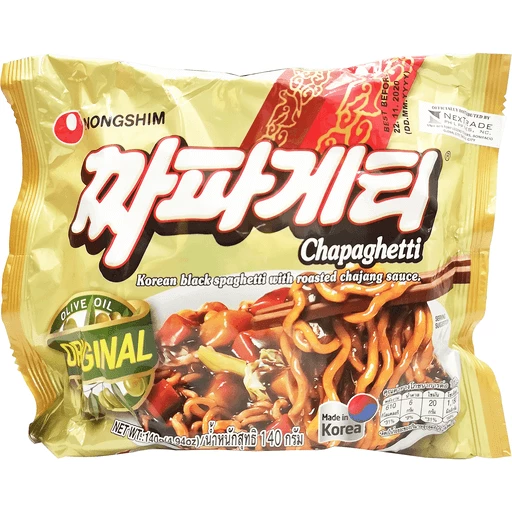 NONGSHIM
BEST BEFORE
22.11.2020
(DD.MM.YYYY)
NEXTRADE
짜파게티
Chapaghetti
Korean black spaghetti with roasted chajang sauce.
OLIVE OIL
ORIGINAL
Made in
Korea
NET WT. 140g(4.94oz)/น้ำหนักสุทธิ 140 กรัม